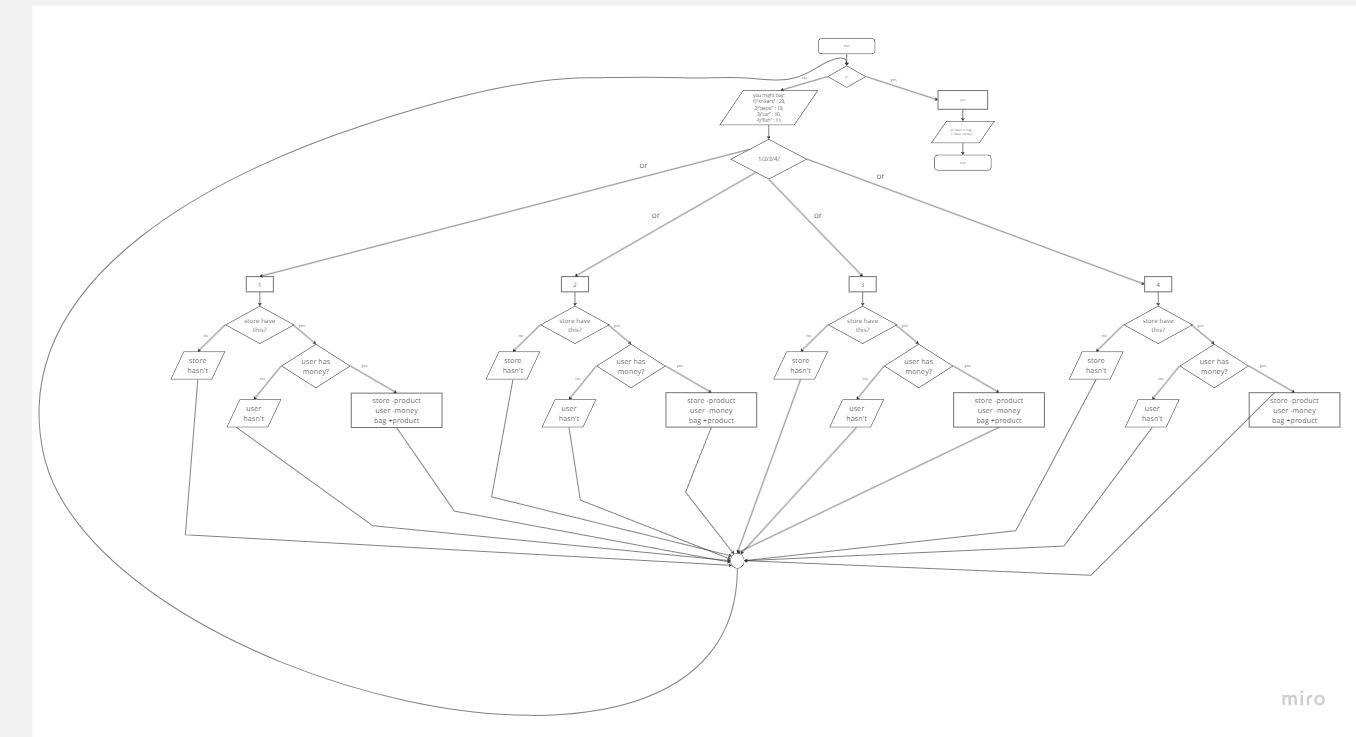 start
no
yes
you might buy:
1)"snikers" : 23,
2)"pepsi" : 13,
3)"car" : 10,
4)"fish" : 11
1/2/3/4?
or
or
or
or
1
2
3
4
store have
this?
no
yes
store
hasn't
user has
money?
no
yes
user
hasn't
store -product
user -money
bag +product
store have
this?
no
yes
store
hasn't
user has
money?
no
yes
user
hasn't
store -product
user -money
bag +product
store have
this?
no
yes
store
hasn't
user has
money?
no
yes
user
hasn't
store -product
user -money
bag +product
store have
this?
no
yes
store
hasn't
user has
money?
no
yes
user
hasn't
store -product
user -money
bag +product
miro